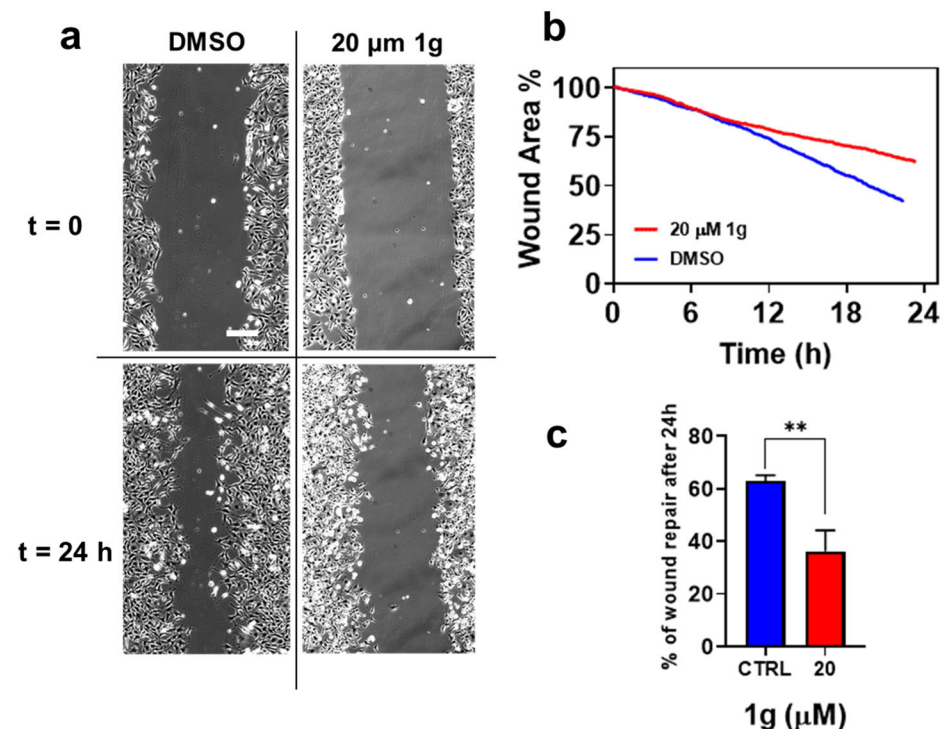 a
DMSO
20 µm 1g
t = 0
t = 24 h
b
Wound Area %
100
75
50
25
0
20 µM 1g
DMSO
0 6 12 18 24
Time (h)
c
% of wound repair after 24h
80
60
40
20
0
**
CTRL 20
1g (µM)